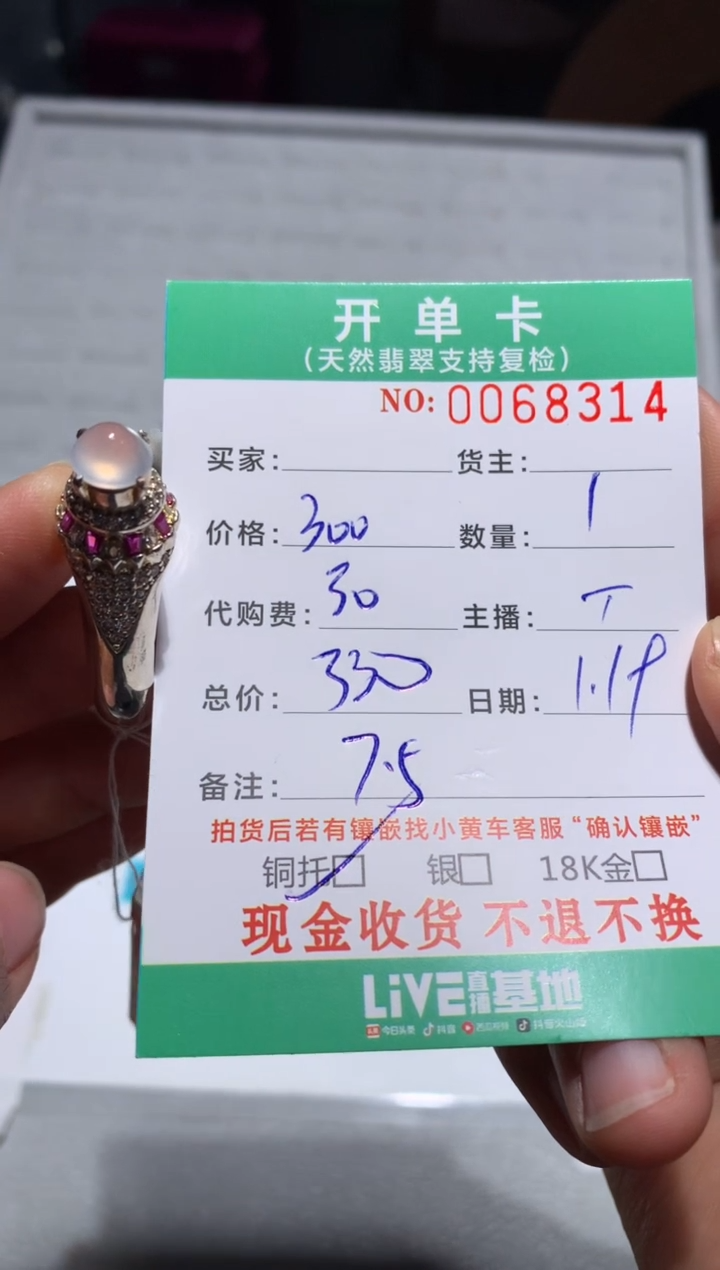 开单卡
（天然翡翠支持复检）
NO: 0068314
买家： 货主：
价格：300 数量：1
代购费：30 主播：T
总价：330 日期：1.19
备注：7.5
拍货后若有镶嵌找小黄车客服“确认镶嵌”
铜托□ 银□ 18K金□
现金收货 不退不换
LiVE直播基地
今日头条 抖音 西瓜视频 抖音火山版